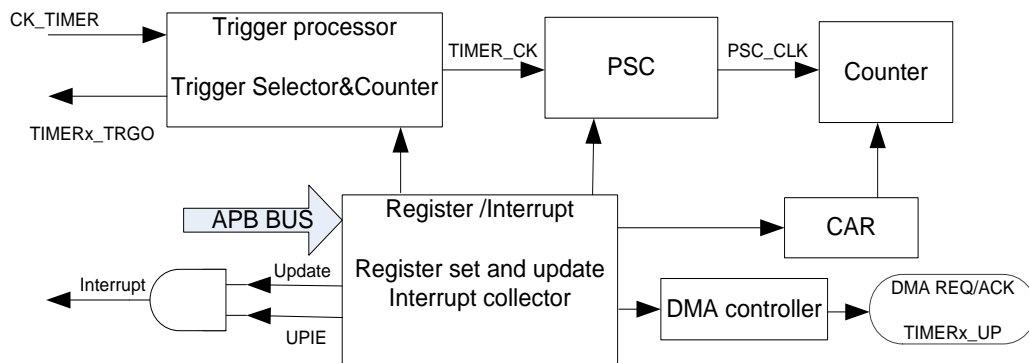 CK_TIMER
Trigger processor
Trigger Selector&Counter
TIMERx_TRGO
TIMER_CK
PSC
PSC_CLK
Counter
APB BUS
Register /Interrupt
Register set and update
Interrupt collector
CAR
Interrupt
Update
UPIE
DMA controller
DMA REQ/ACK
TIMERx_UP